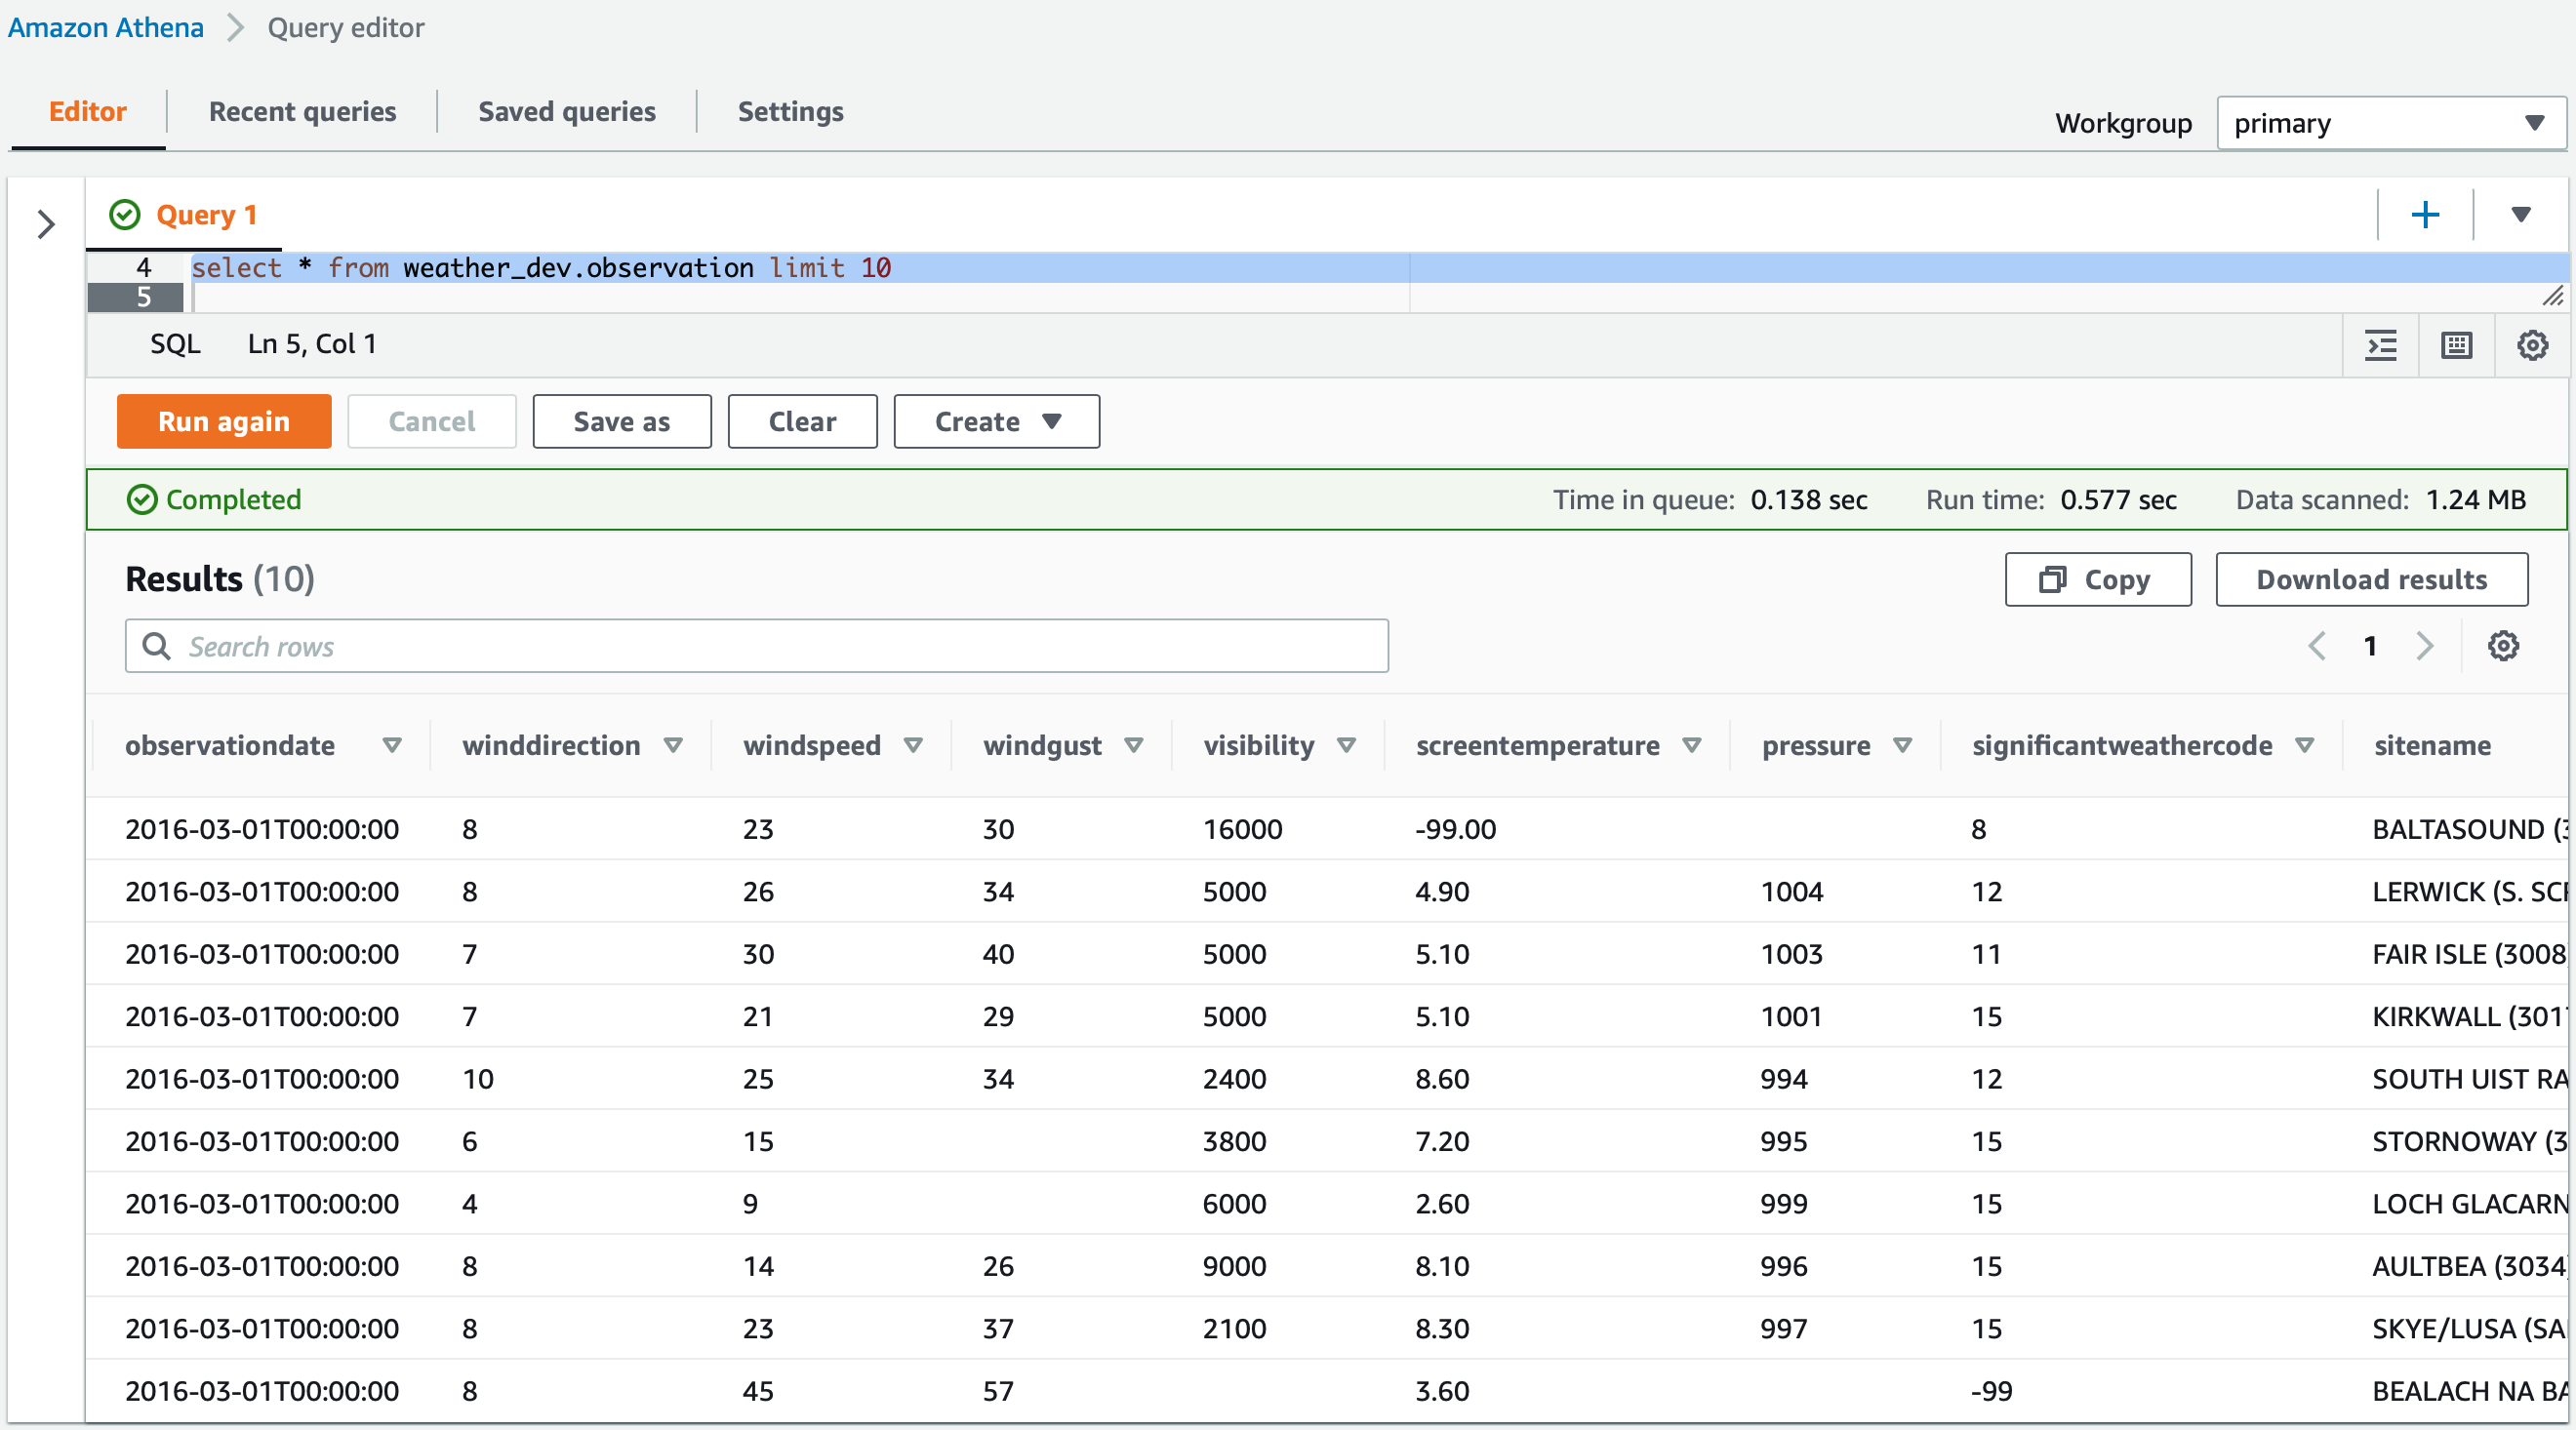 Amazon Athena > Query editor
Editor Recent queries Saved queries Settings
Workgroup primary
Query 1
4 select * from weather_dev.observation limit 10
5
SQL Ln 5, Col 1
Run again Cancel Save as Clear Create
Completed Time in queue: 0.138 sec Run time: 0.577 sec Data scanned: 1.24 MB
Results (10) Copy Download results
Search rows 1
observationdate winddirection windspeed windgust visibility screentemperature pressure significantweathercode sitename
2016-03-01T00:00:00 8 23 30 16000 -99.00 8 BALTASOUND (3
2016-03-01T00:00:00 8 26 34 5000 4.90 1004 12 LERWICK (S. SCR
2016-03-01T00:00:00 7 30 40 5000 5.10 1003 11 FAIR ISLE (3008
2016-03-01T00:00:00 7 21 29 5000 5.10 1001 15 KIRKWALL (301
2016-03-01T00:00:00 10 25 34 2400 8.60 994 12 SOUTH UIST RA
2016-03-01T00:00:00 6 15 3800 7.20 995 15 STORNOWAY (3
2016-03-01T00:00:00 4 9 6000 2.60 999 15 LOCH GLACARN
2016-03-01T00:00:00 8 14 26 9000 8.10 996 15 AULTBEA (3034)
2016-03-01T00:00:00 8 23 37 2100 8.30 997 15 SKYE/LUSA (SA
2016-03-01T00:00:00 8 45 57 3.60 -99 BEALACH NA BA